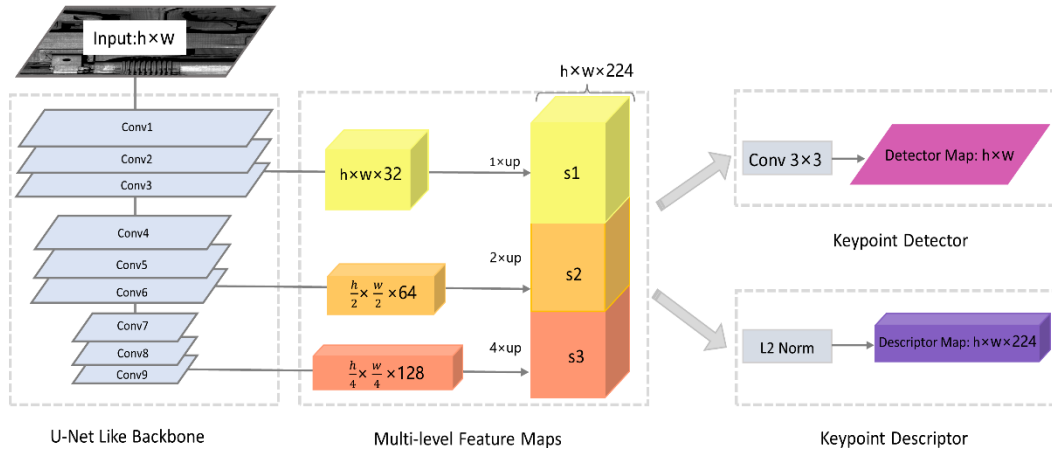 Input:h×w
Conv1
Conv2
Conv3
Conv4
Conv5
Conv6
Conv7
Conv8
Conv9
U-Net Like Backbone
h×w×32
h/2 × w/2 ×64
h/4 × w/4 ×128
1×up
2×up
4×up
h×w×224
s1
s2
s3
Multi-level Feature Maps
Conv 3×3
Detector Map: h×w
Keypoint Detector
L2 Norm
Descriptor Map: h×w×224
Keypoint Descriptor